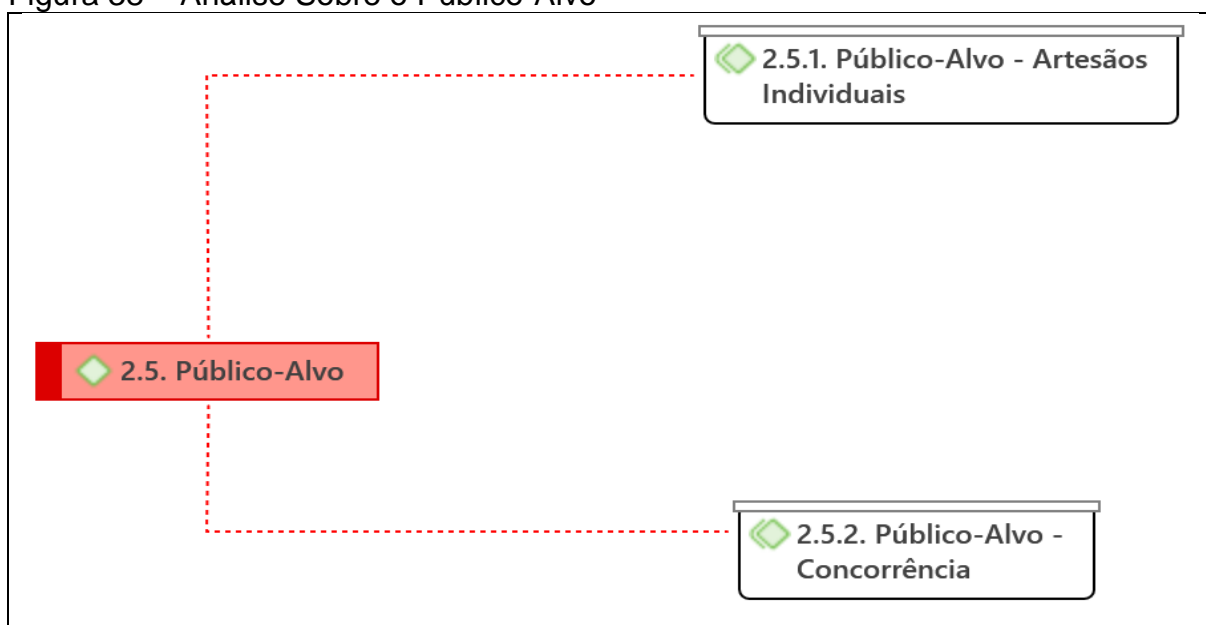 2.5.1. Público-Alvo - Artesãos
Individuais
2.5. Público-Alvo
2.5.2. Público-Alvo -
Concorrência